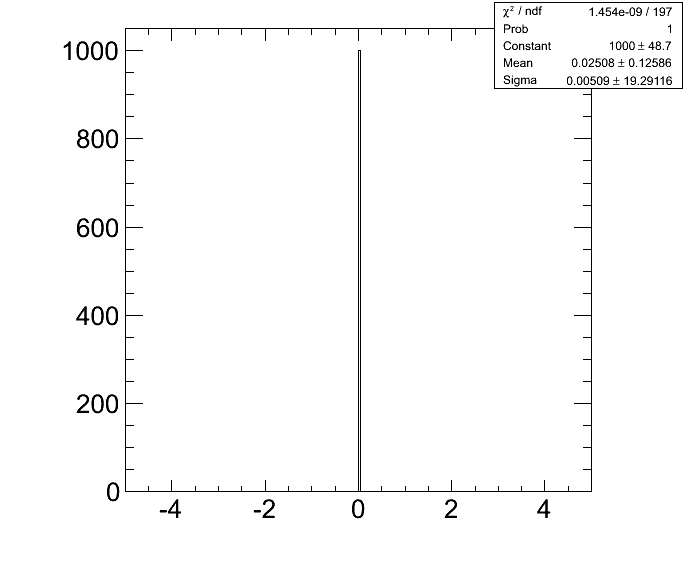 χ² / ndf 1.454e-09 / 197
Prob 1
Constant 1000 ± 48.7
Mean 0.02508 ± 0.12586
Sigma 0.00509 ± 19.29116
1000
800
600
400
200
0
-4 -2 0 2 4